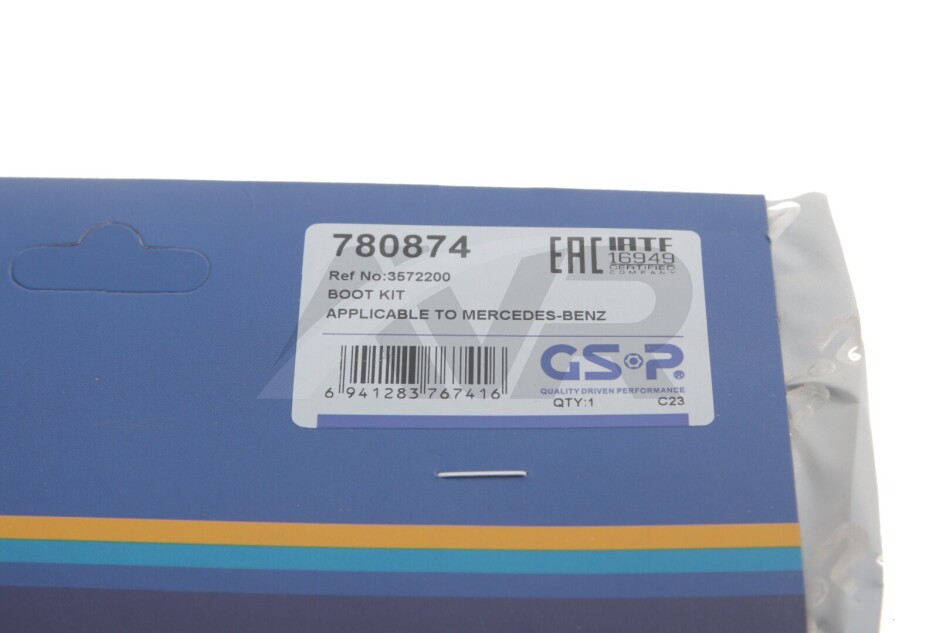 780874
EAC
IATF
16949
CERTIFIED
COMPANY
Ref No:3572200
BOOT KIT
APPLICABLE TO MERCEDES-BENZ
GSP®
QUALITY DRIVEN PERFORMANCE
6 941283 767416
QTY:1 C23
AVR